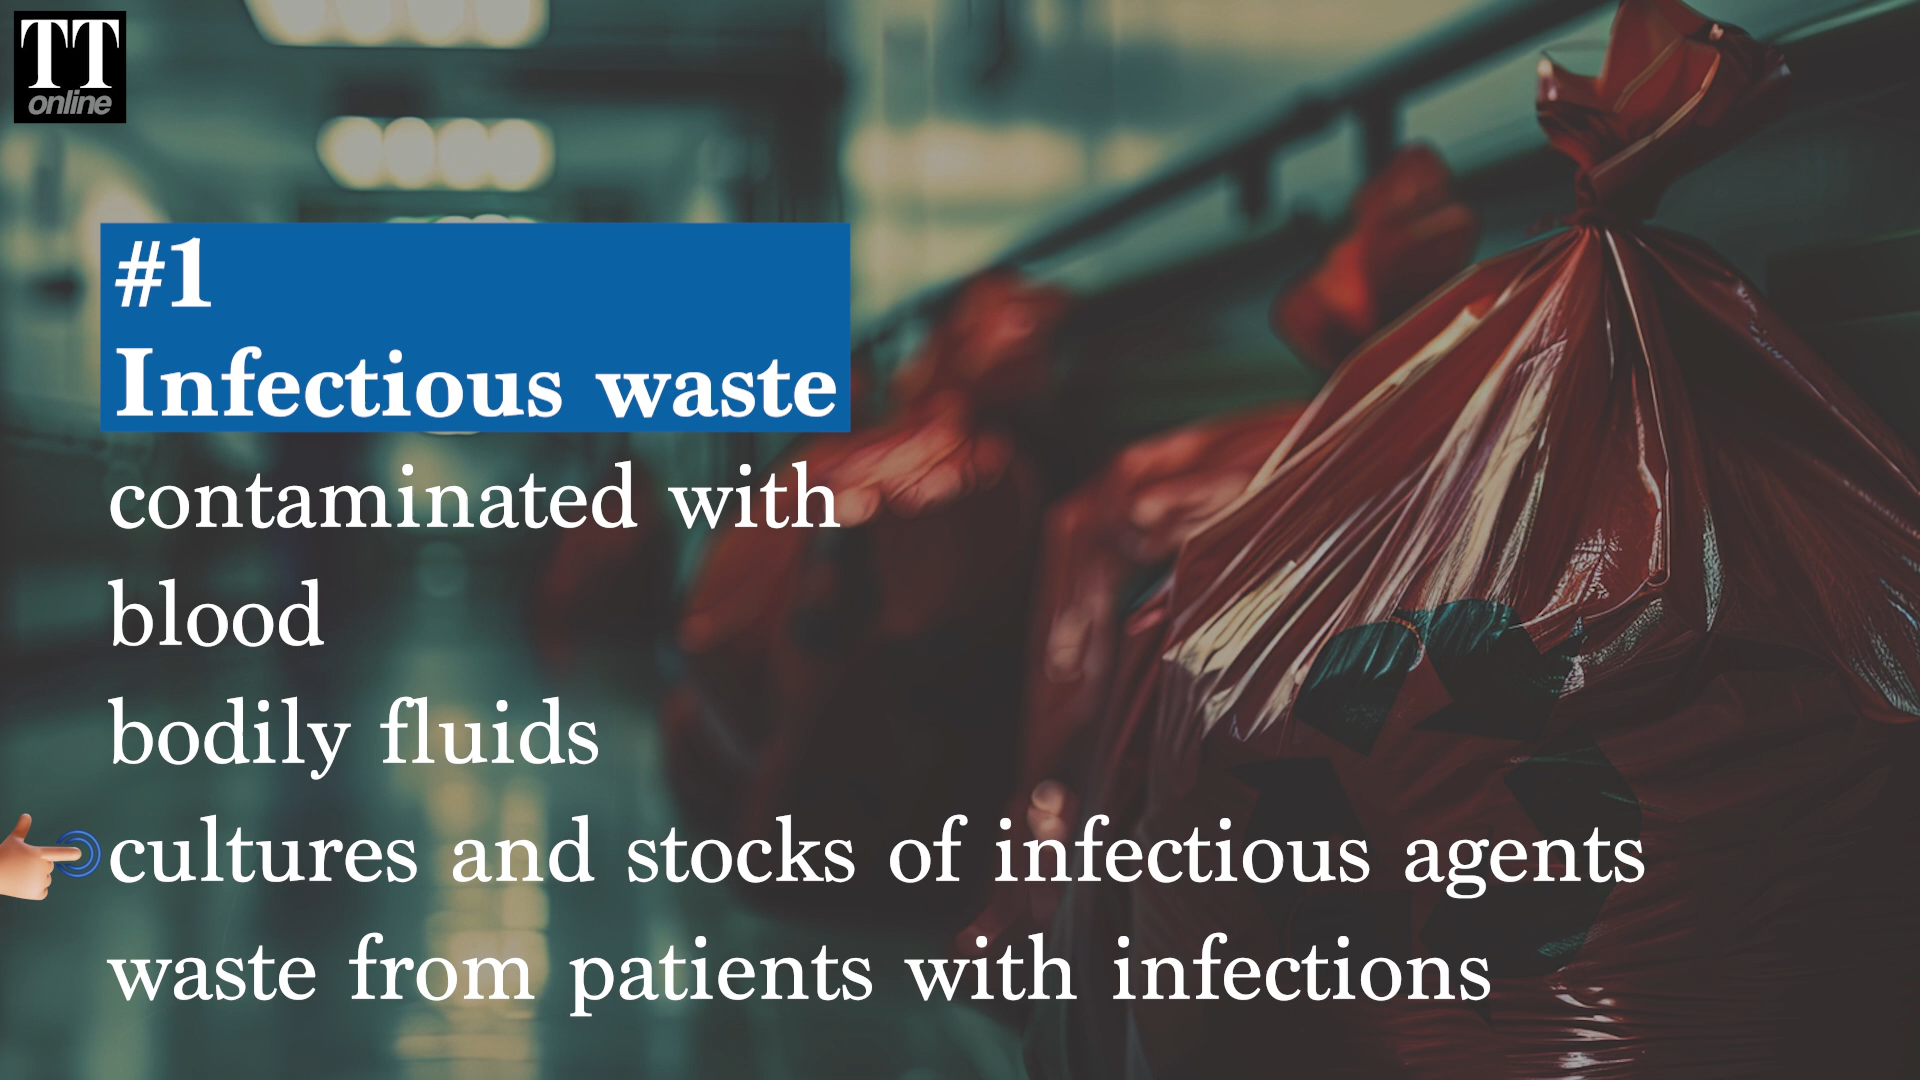 TT
online
#1
Infectious waste
contaminated with
blood
bodily fluids
cultures and stocks of infectious agents
waste from patients with infections